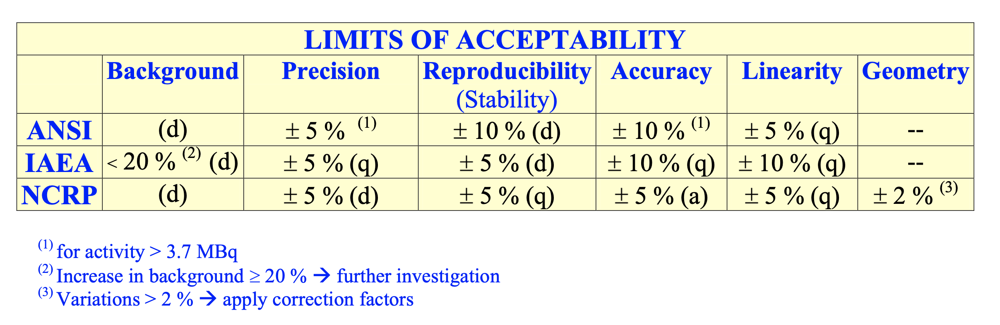 LIMITS OF ACCEPTABILITY
Background Precision Reproducibility Accuracy Linearity Geometry
(Stability)
ANSI (d) ± 5 % (1) ± 10 % (d) ± 10 % (1) ± 5 % (q) --
IAEA < 20 % (2) (d) ± 5 % (q) ± 5 % (d) ± 10 % (q) ± 10 % (q) --
NCRP (d) ± 5 % (d) ± 5 % (q) ± 5 % (a) ± 5 % (q) ± 2 % (3)
(1) for activity > 3.7 MBq
(2) Increase in background ≥ 20 % → further investigation
(3) Variations > 2 % → apply correction factors